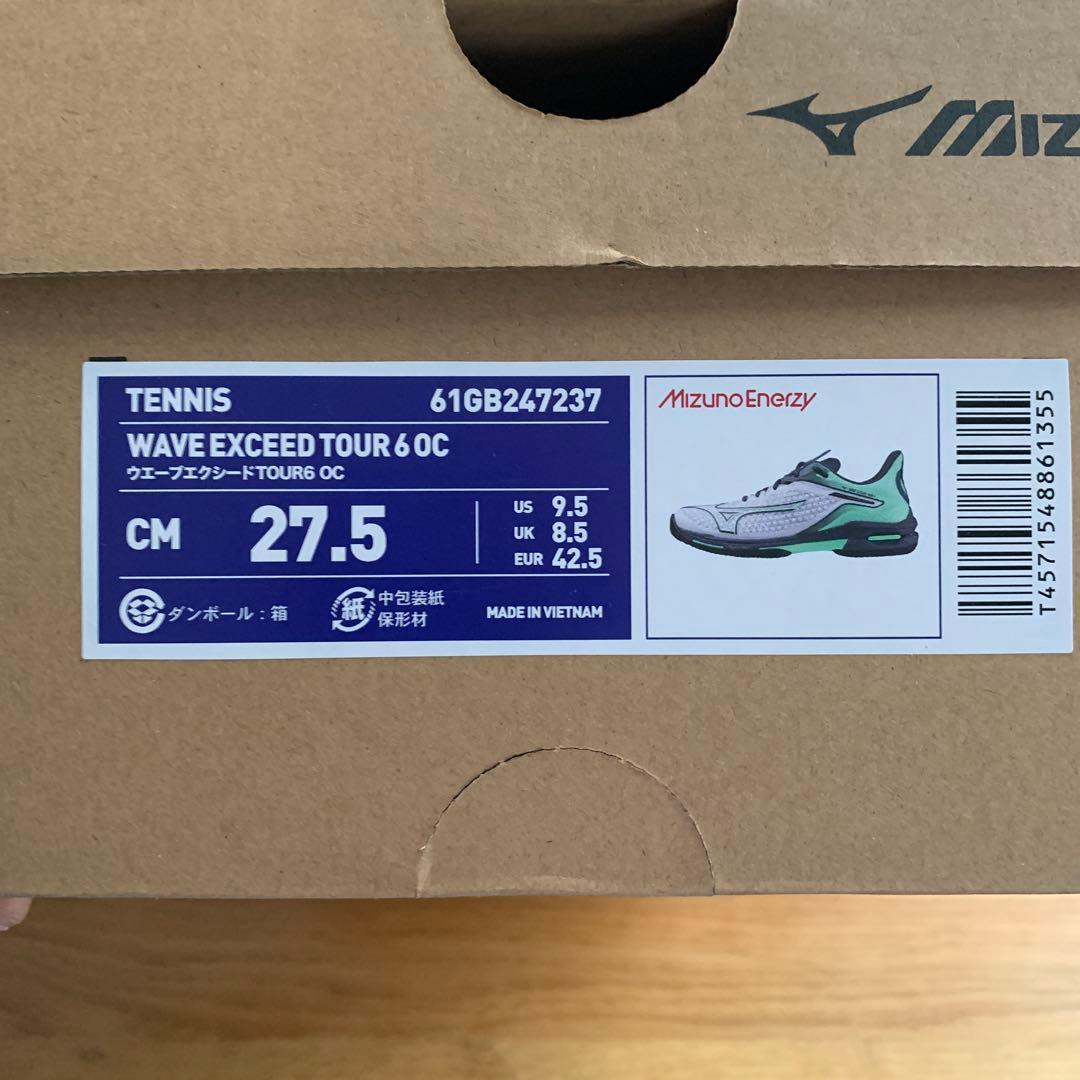 MIZ
TENNIS 61GB247237
WAVE EXCEED TOUR 6 OC
ウエーブエクシードTOUR6 OC
CM 27.5
US 9.5
UK 8.5
EUR 42.5
ダンボール：箱
紙 中包装紙
保形材
MADE IN VIETNAM
MIZUNO ENERZY
T4571548861355